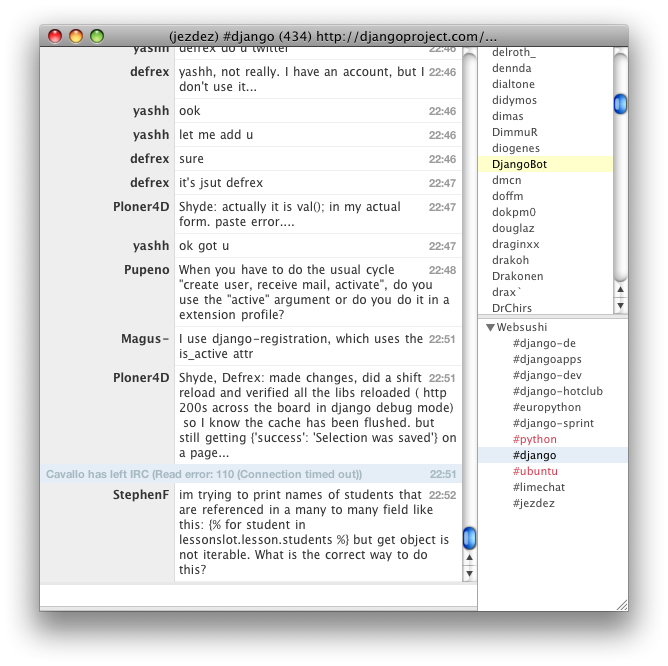 (jezdez) #django (434) http://djangoproject.com/...
yashh defrex do u twitter 22:46
defrex yashh, not really. I have an account, but I 22:46
don't use it...
yashh ook 22:46
yashh let me add u 22:46
defrex sure 22:46
defrex it's jsut defrex 22:47
Ploner4D Shyde: actually it is val(); in my actual 22:47
form. paste error....
yashh ok got u 22:47
Pupeno When you have to do the usual cycle 22:48
"create user, receive mail, activate", do you
use the "active" argument or do you do it in a
extension profile?
Magus- I use django-registration, which uses the 22:51
is_active attr
Ploner4D Shyde, Defrex: made changes, did a shift 22:51
reload and verified all the libs reloaded ( http
200s across the board in django debug mode)
so I know the cache has been flushed. but
still getting {'success': 'Selection was saved'} on
a page...
Cavallo has left IRC (Read error: 110 (Connection timed out)) 22:51
StephenF im trying to print names of students that 22:52
are referenced in a many to many field like
this: {% for student in
lessonslot.lesson.students %} but get object is
not iterable. What is the correct way to do
this?
delroth_
dennda
dialtone
didymos
dimas
DimmuR
diogenes
DjangoBot
dmcn
doffm
dokpm0
douglaz
draginxx
drakoh
Drakonen
drax`
DrChirs
Websushi
#django-de
#djangoapps
#django-dev
#django-hotclub
#europython
#django-sprint
#python
#django
#ubuntu
#limechat
#jezdez